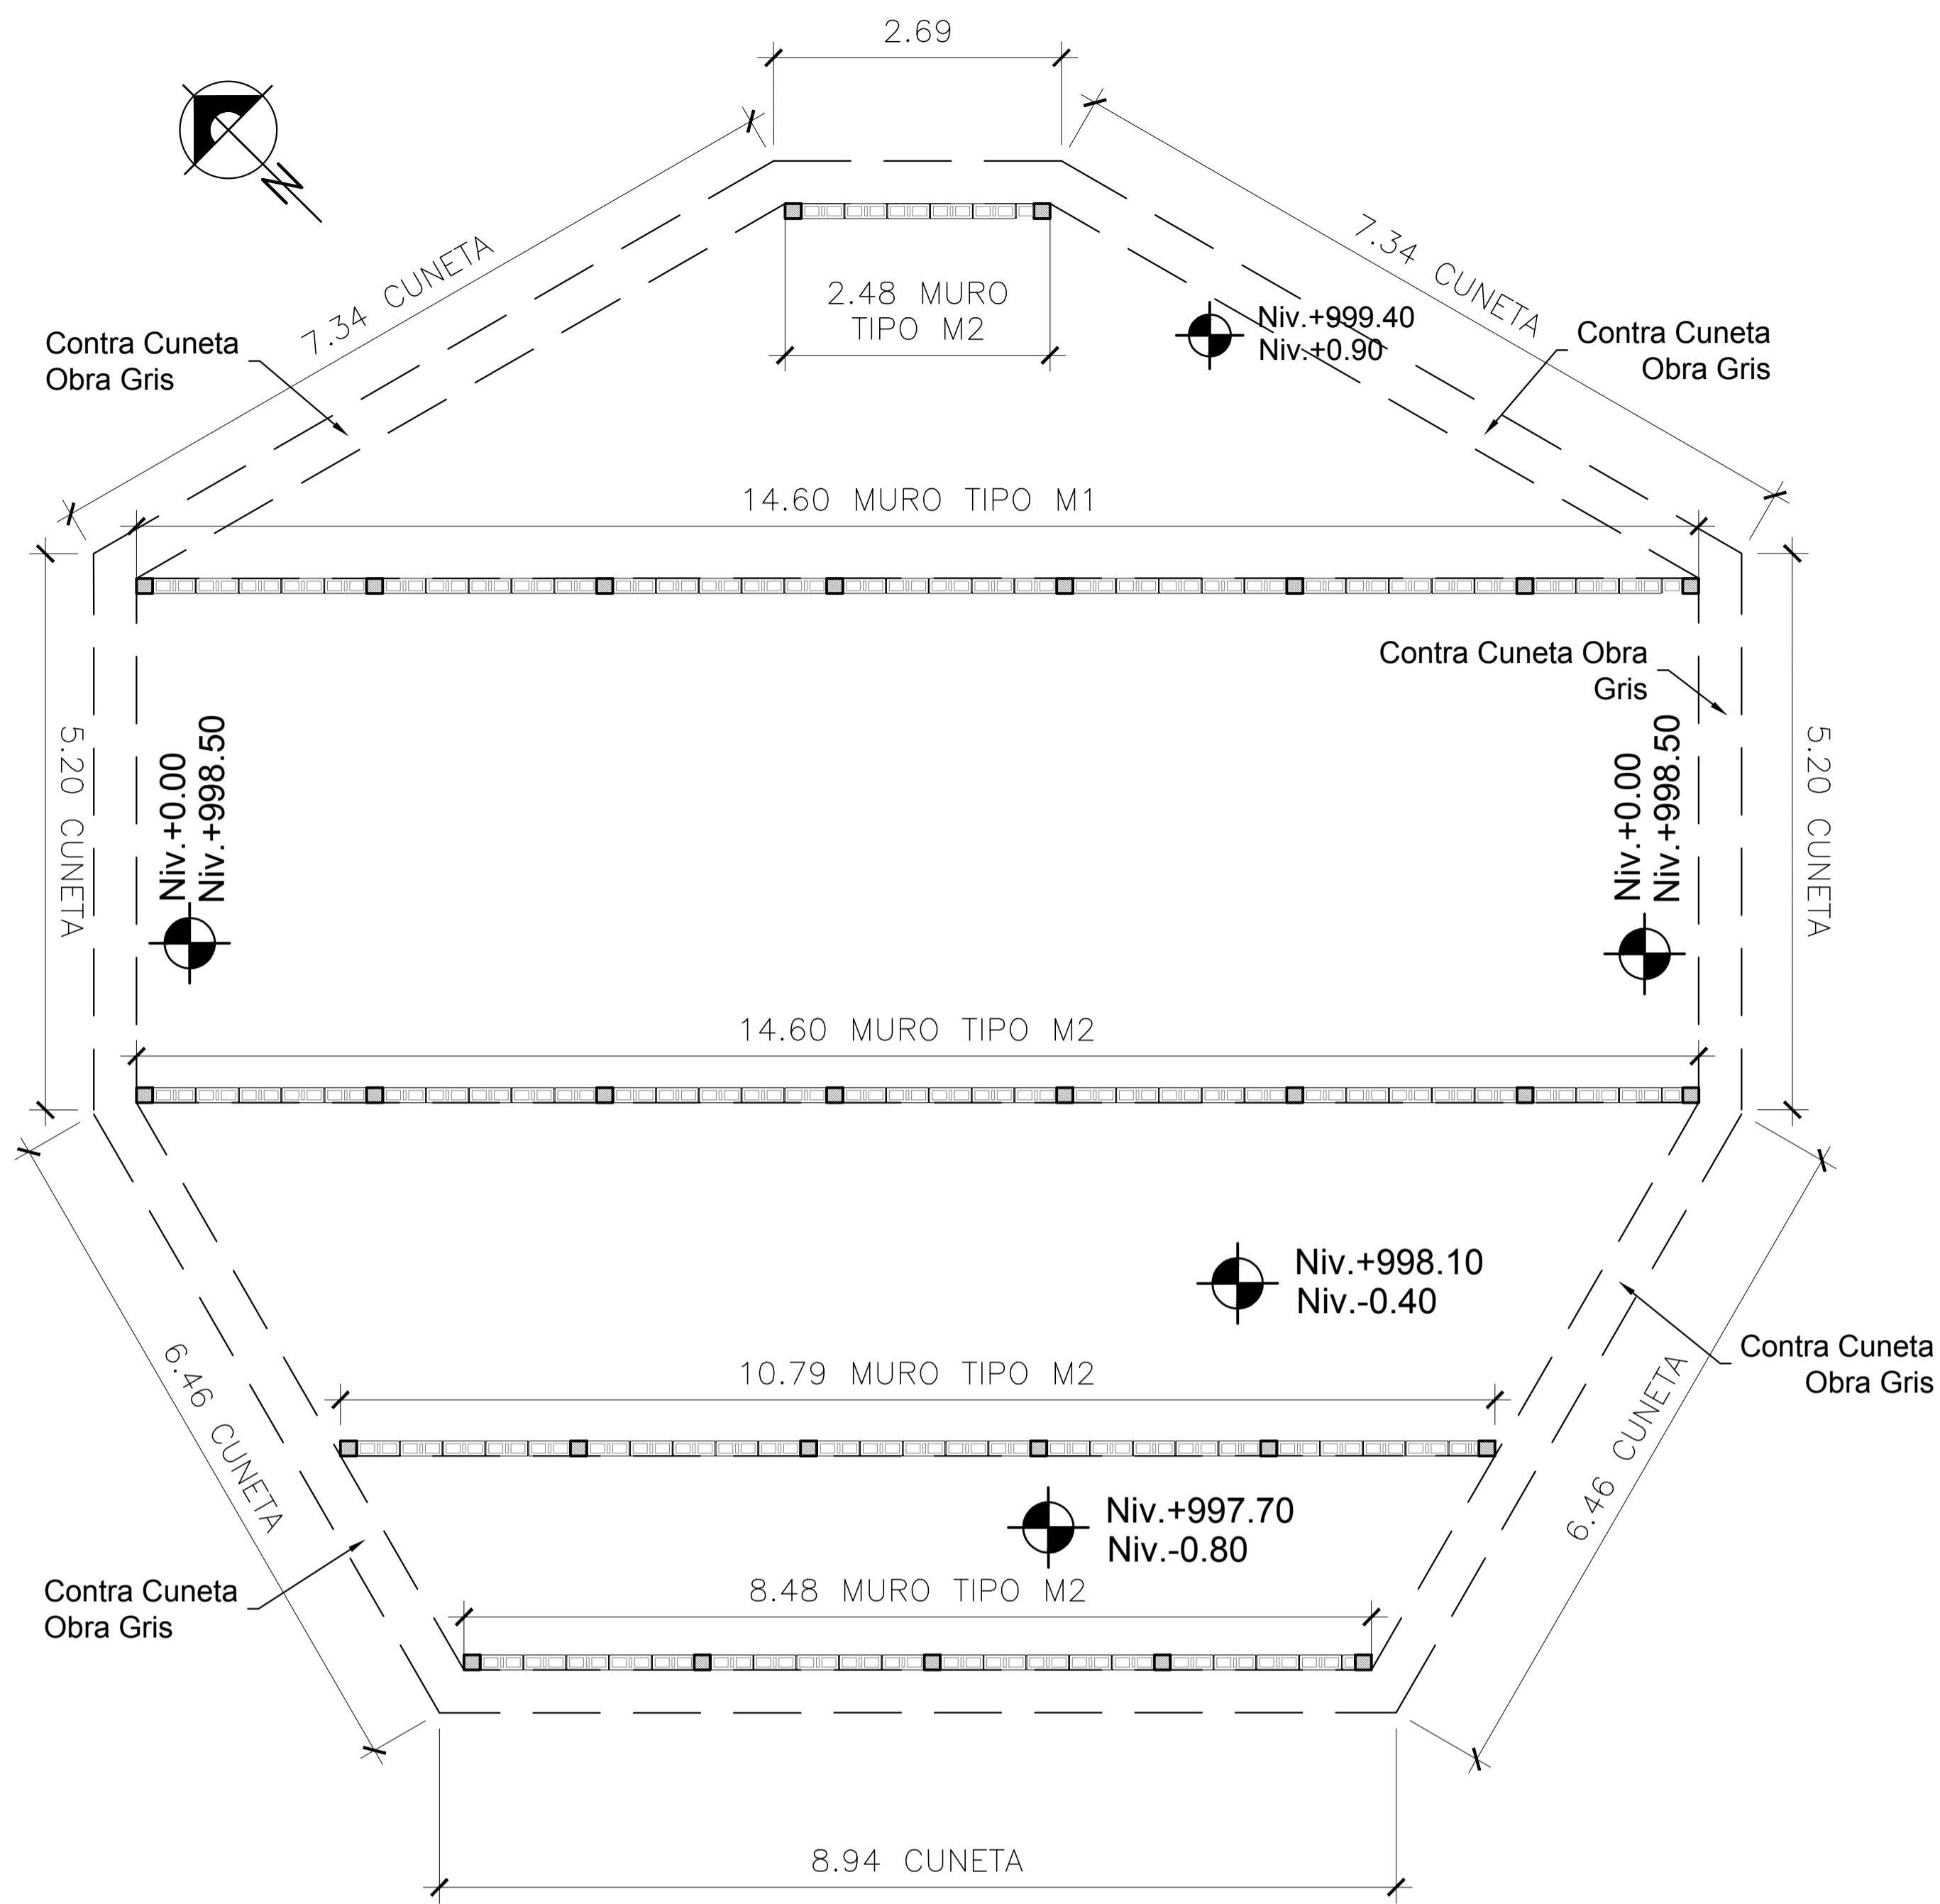 2.69
N
7.34 CUNETA
7.34 CUNETA
2.48 MURO
TIPO M2
Niv.+999.40
Niv.+0.90
Contra Cuneta
Obra Gris
Contra Cuneta
Obra Gris
14.60 MURO TIPO M1
Contra Cuneta Obra
Gris
5.20 CUNETA
Niv.+0.00
Niv.+998.50
Niv.+0.00
Niv.+998.50
5.20 CUNETA
14.60 MURO TIPO M2
Niv.+998.10
Niv.-0.40
Contra Cuneta
Obra Gris
10.79 MURO TIPO M2
6.46 CUNETA
6.46 CUNETA
Niv.+997.70
Niv.-0.80
Contra Cuneta
Obra Gris
8.48 MURO TIPO M2
8.94 CUNETA